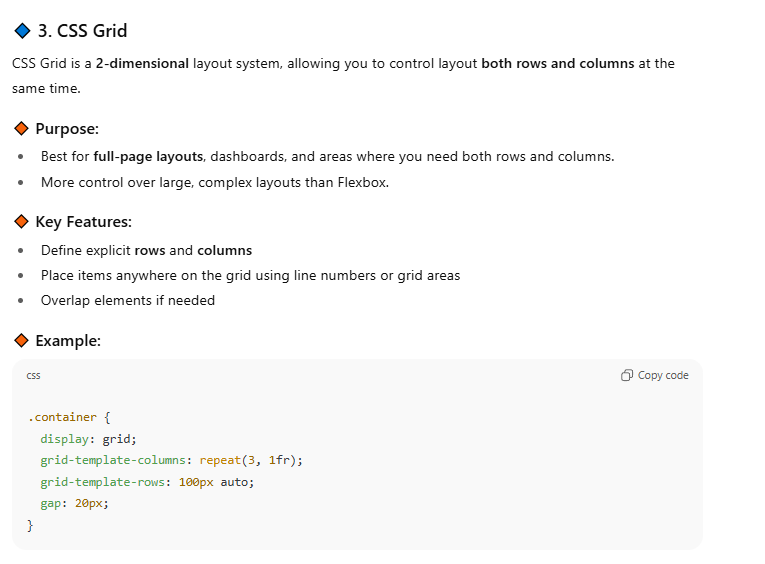 3. CSS Grid
CSS Grid is a 2-dimensional layout system, allowing you to control layout both rows and columns at the
same time.
Purpose:
• Best for full-page layouts, dashboards, and areas where you need both rows and columns.
• More control over large, complex layouts than Flexbox.
Key Features:
• Define explicit rows and columns
• Place items anywhere on the grid using line numbers or grid areas
• Overlap elements if needed
Example:
css Copy code
.container {
  display: grid;
  grid-template-columns: repeat(3, 1fr);
  grid-template-rows: 100px auto;
  gap: 20px;
}